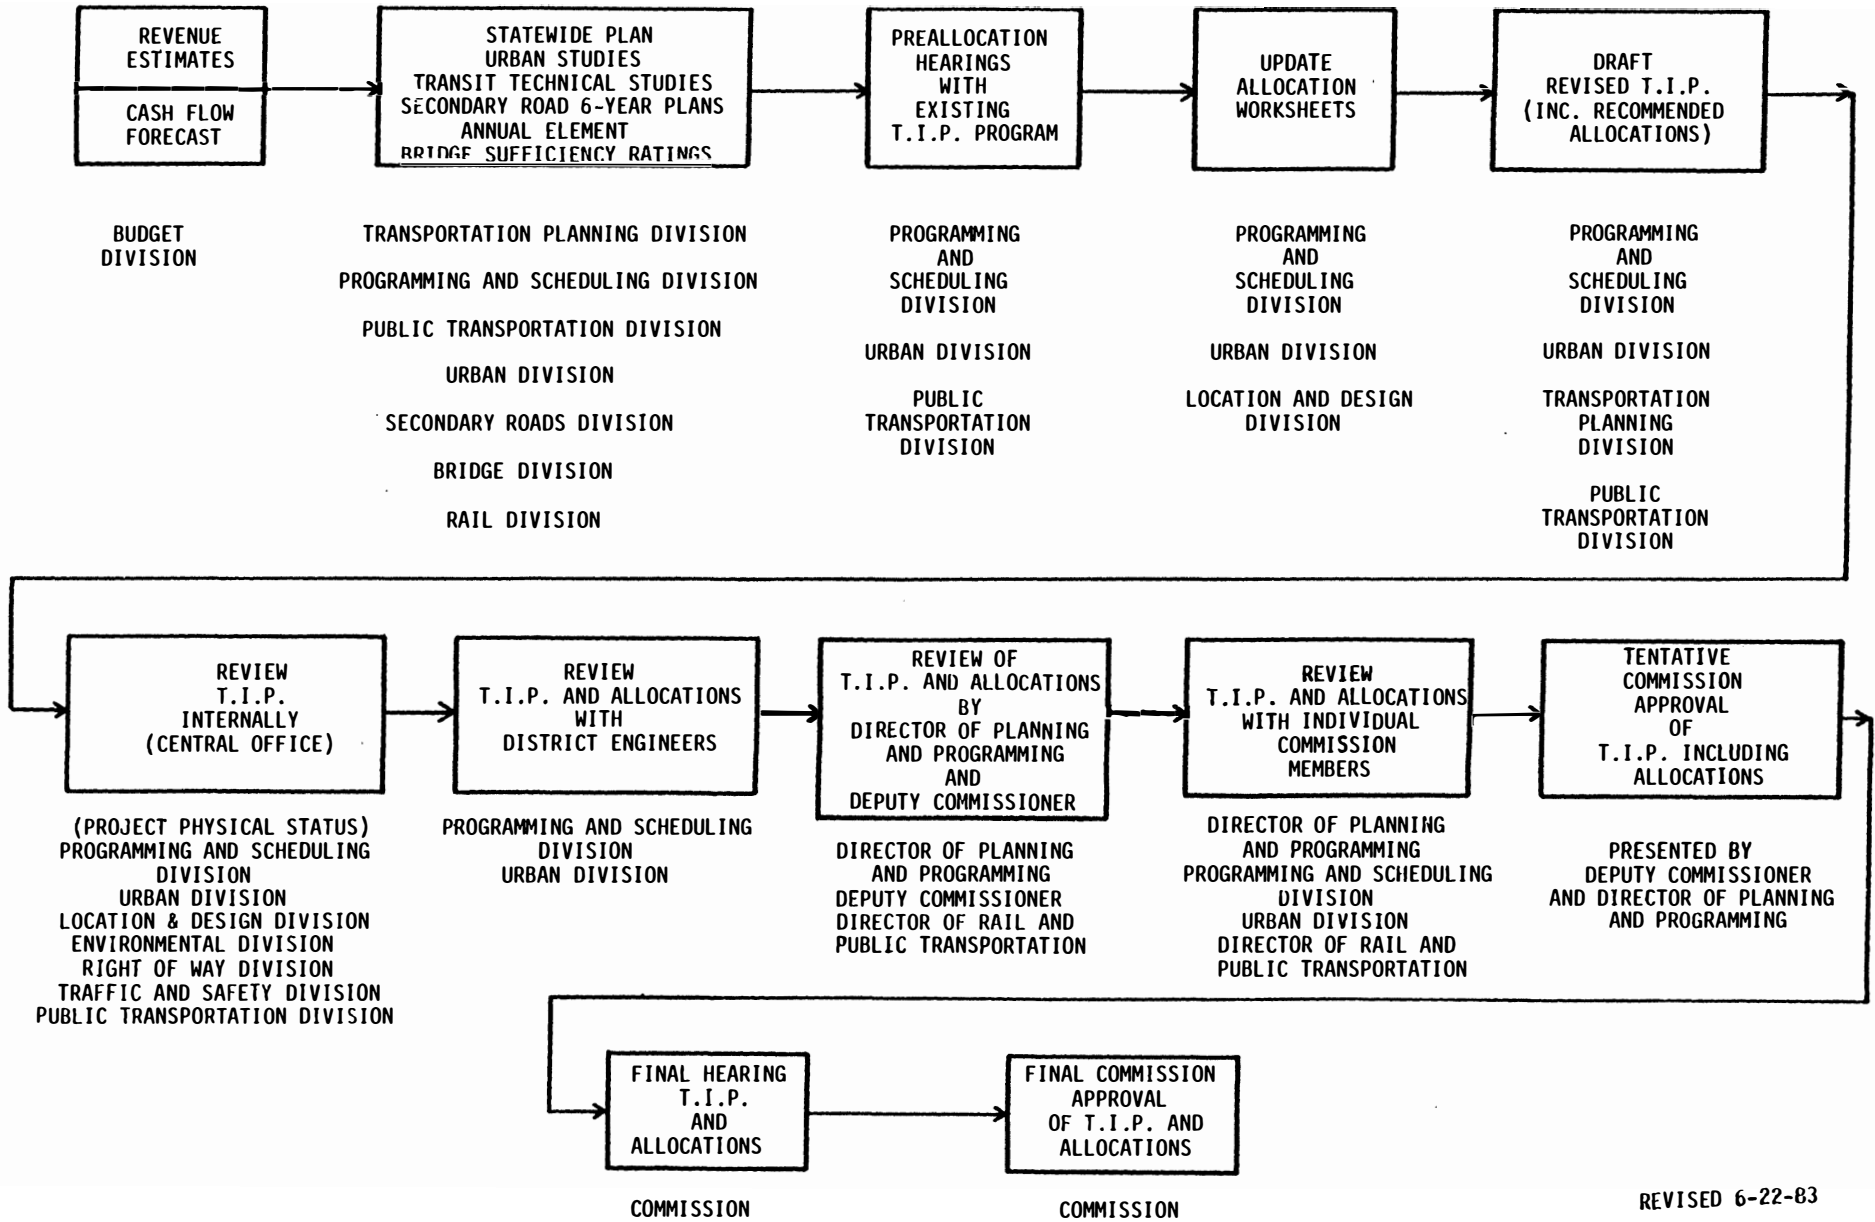 REVENUE
ESTIMATES
CASH FLOW
FORECAST
STATEWIDE PLAN
URBAN STUDIES
TRANSIT TECHNICAL STUDIES
SECONDARY ROAD 6-YEAR PLANS
ANNUAL ELEMENT
BRIDGE SUFFICIENCY RATINGS
PREALLOCATION
HEARINGS
WITH
EXISTING
T.I.P. PROGRAM
UPDATE
ALLOCATION
WORKSHEETS
DRAFT
REVISED T.I.P.
(INC. RECOMMENDED
ALLOCATIONS)
BUDGET
DIVISION
TRANSPORTATION PLANNING DIVISION
PROGRAMMING AND SCHEDULING DIVISION
PUBLIC TRANSPORTATION DIVISION
URBAN DIVISION
SECONDARY ROADS DIVISION
BRIDGE DIVISION
RAIL DIVISION
PROGRAMMING
AND
SCHEDULING
DIVISION
URBAN DIVISION
PUBLIC
TRANSPORTATION
DIVISION
PROGRAMMING
AND
SCHEDULING
DIVISION
URBAN DIVISION
LOCATION AND DESIGN
DIVISION
PROGRAMMING
AND
SCHEDULING
DIVISION
URBAN DIVISION
TRANSPORTATION
PLANNING
DIVISION
PUBLIC
TRANSPORTATION
DIVISION
REVIEW
T.I.P.
INTERNALLY
(CENTRAL OFFICE)
REVIEW
T.I.P. AND ALLOCATIONS
WITH
DISTRICT ENGINEERS
REVIEW OF
T.I.P. AND ALLOCATIONS
BY
DIRECTOR OF PLANNING
AND PROGRAMMING
AND
DEPUTY COMMISSIONER
REVIEW
T.I.P. AND ALLOCATIONS
WITH INDIVIDUAL
COMMISSION
MEMBERS
TENTATIVE
COMMISSION
APPROVAL
OF
T.I.P. INCLUDING
ALLOCATIONS
(PROJECT PHYSICAL STATUS)
PROGRAMMING AND SCHEDULING
DIVISION
URBAN DIVISION
LOCATION & DESIGN DIVISION
ENVIRONMENTAL DIVISION
RIGHT OF WAY DIVISION
TRAFFIC AND SAFETY DIVISION
PUBLIC TRANSPORTATION DIVISION
PROGRAMMING AND SCHEDULING
DIVISION
URBAN DIVISION
DIRECTOR OF PLANNING
AND PROGRAMMING
DEPUTY COMMISSIONER
DIRECTOR OF RAIL AND
PUBLIC TRANSPORTATION
DIRECTOR OF PLANNING
AND PROGRAMMING
PROGRAMMING AND SCHEDULING
DIVISION
URBAN DIVISION
DIRECTOR OF RAIL AND
PUBLIC TRANSPORTATION
PRESENTED BY
DEPUTY COMMISSIONER
AND DIRECTOR OF PLANNING
AND PROGRAMMING
FINAL HEARING
T.I.P.
AND
ALLOCATIONS
FINAL COMMISSION
APPROVAL
OF T.I.P. AND
ALLOCATIONS
COMMISSION
COMMISSION
REVISED 6-22-83